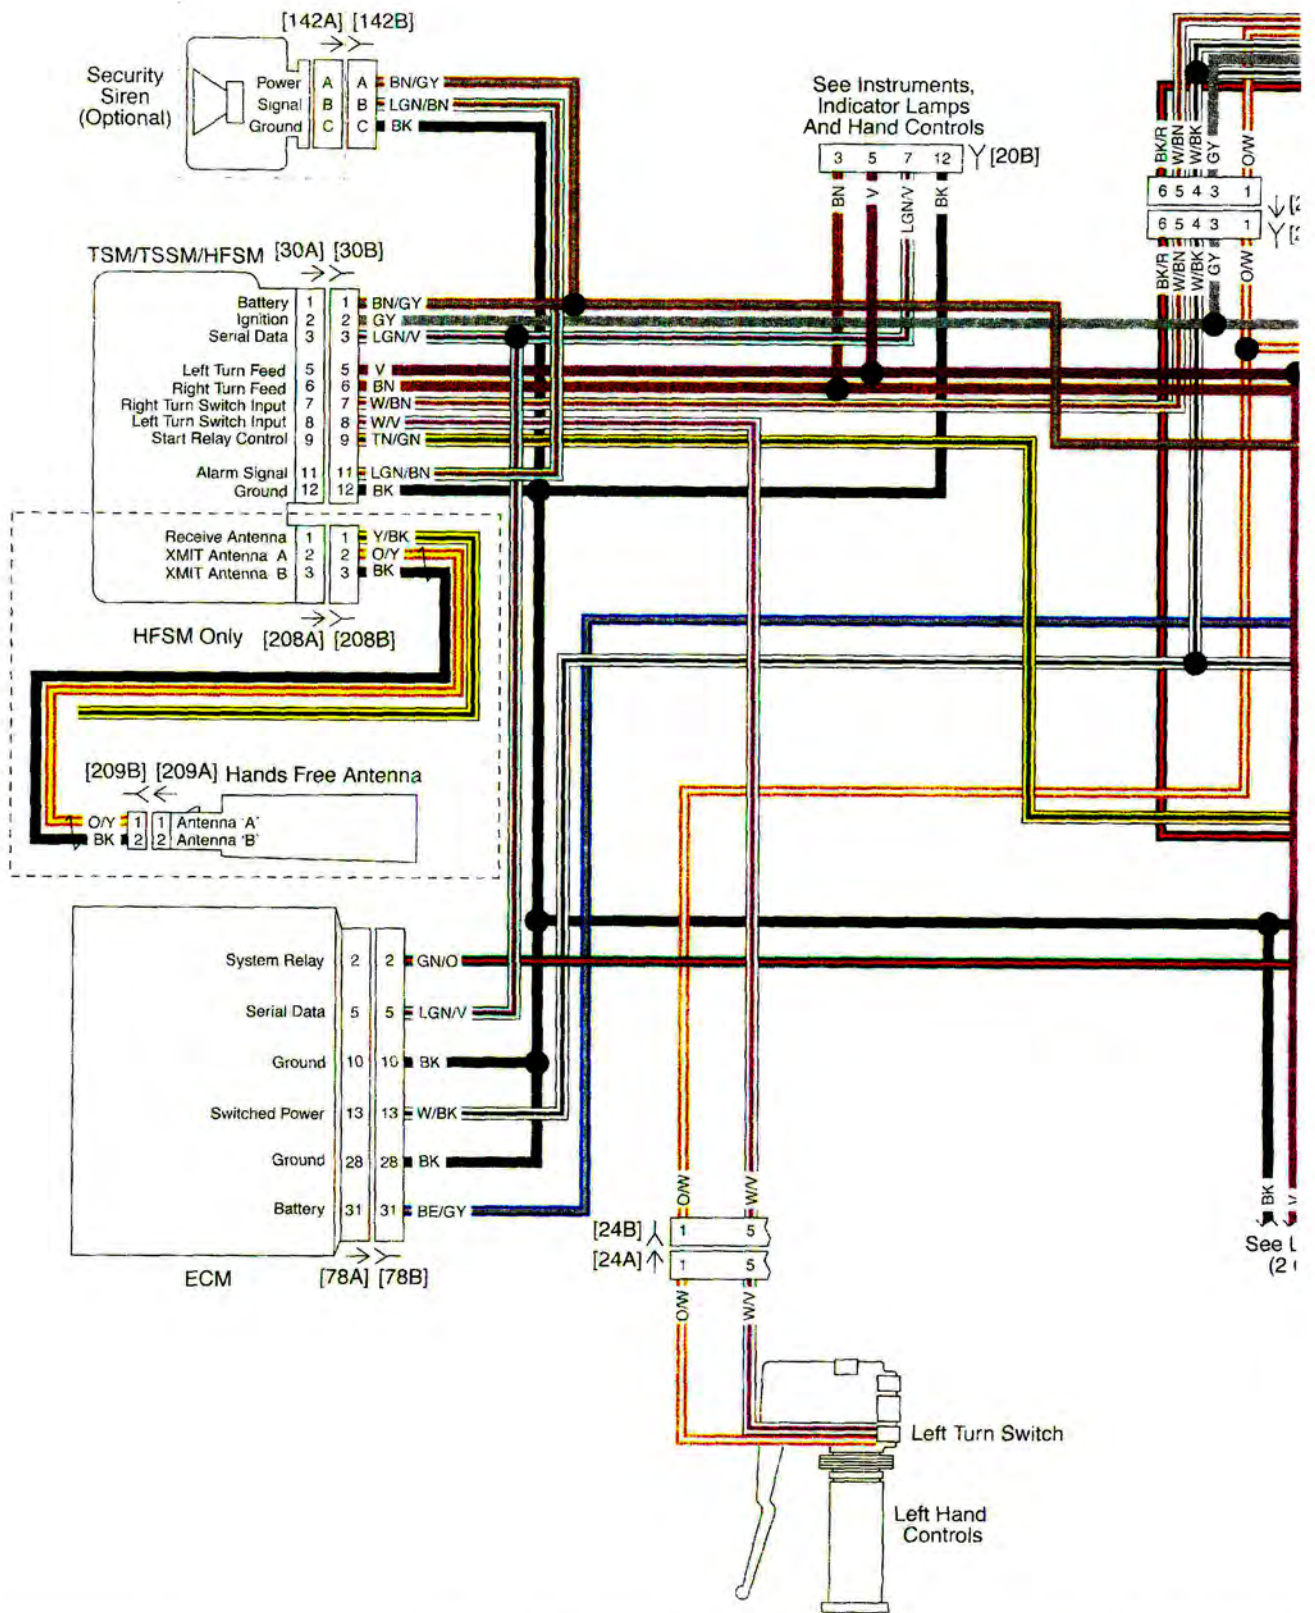 [142A] [142B]
Security
Siren
(Optional)
Power A A BN/GY
Signal B B LGN/BN
Ground C C BK
See Instruments,
Indicator Lamps
And Hand Controls
3 5 7 12 [20B]
BN V LGN/V BK
BK/R W/BN W/BK GY O/W
6 5 4 3 1
6 5 4 3 1
BK/R W/BN W/BK GY O/W
TSM/TSSM/HFSM [30A] [30B]
Battery 1 1 BN/GY
Ignition 2 2 GY
Serial Data 3 3 LGN/V
Left Turn Feed 5 5 V
Right Turn Feed 6 6 BN
Right Turn Switch Input 7 7 W/BN
Left Turn Switch Input 8 8 W/V
Start Relay Control 9 9 TN/GN
Alarm Signal 11 11 LGN/BN
Ground 12 12 BK
Receive Antenna 1 1 Y/BK
XMIT Antenna A 2 2 O/Y
XMIT Antenna B 3 3 BK
HFSM Only [208A] [208B]
[209B] [209A] Hands Free Antenna
O/Y 1 1 Antenna 'A'
BK 2 2 Antenna 'B'
System Relay 2 2 GN/O
Serial Data 5 5 LGN/V
Ground 10 10 BK
Switched Power 13 13 W/BK
Ground 28 28 BK
Battery 31 31 BE/GY
ECM [78A] [78B]
O/W W/V
[24B] 1 5
[24A] 1 5
O/W W/V
BK V
See
(2
Left Turn Switch
Left Hand
Controls